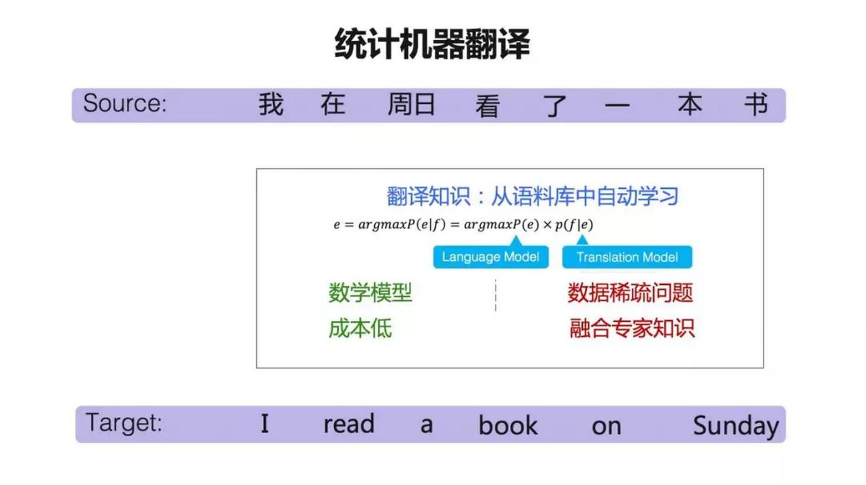 统计机器翻译
Source: 我 在 周日 看 了 一 本 书
翻译知识：从语料库中自动学习
e = argmaxP(e|f) = argmaxP(e) × p(f|e)
Language Model Translation Model
数学模型 数据稀疏问题
成本低 融合专家知识
Target: I read a book on Sunday